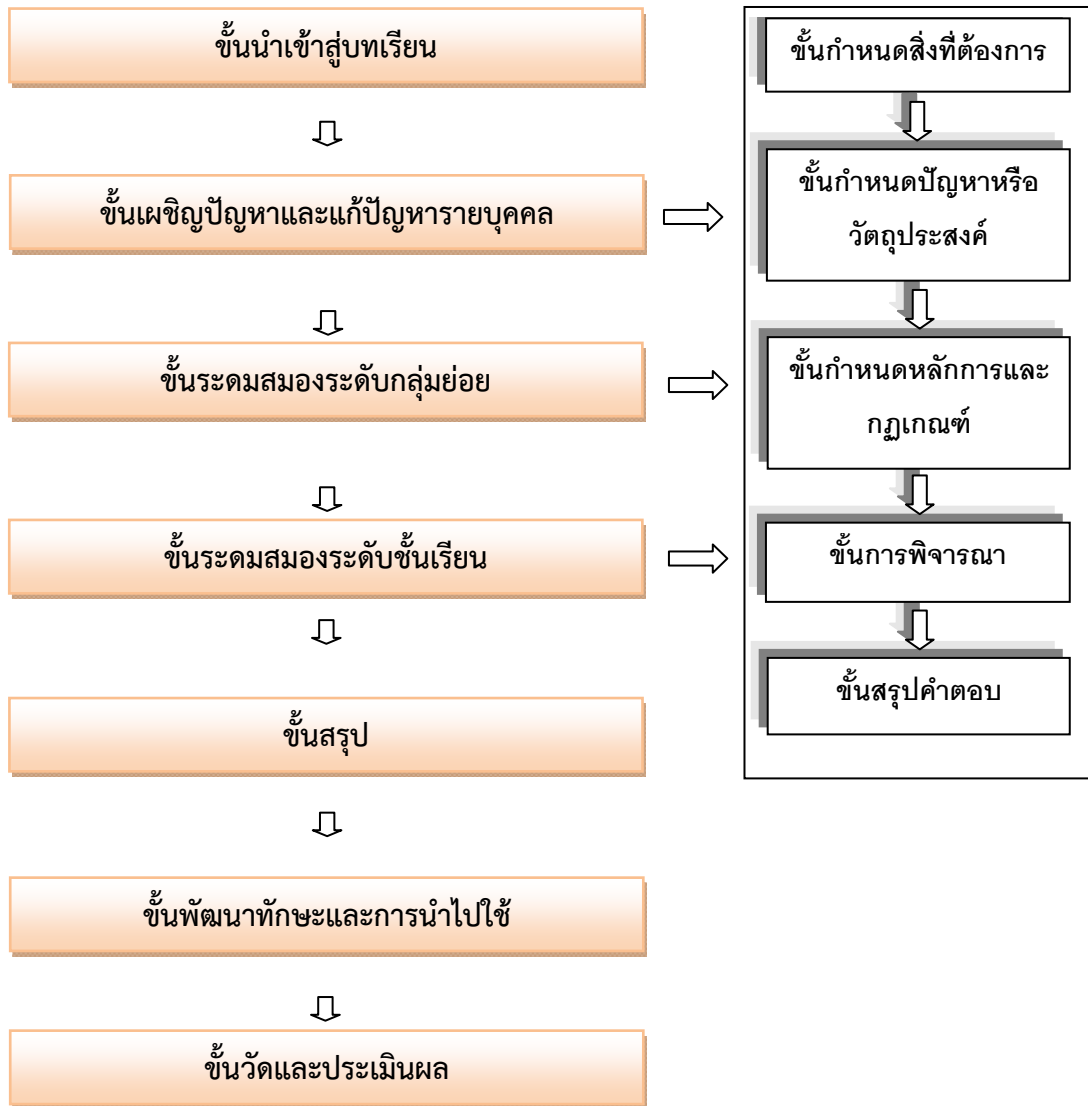 ขั้นนำเข้าสู่บทเรียน
ขั้นเผชิญปัญหาและแก้ปัญหารายบุคคล
ขั้นระดมสมองระดับกลุ่มย่อย
ขั้นระดมสมองระดับชั้นเรียน
ขั้นสรุป
ขั้นพัฒนาทักษะและการนำไปใช้
ขั้นวัดและประเมินผล
ขั้นกำหนดสิ่งที่ต้องการ
ขั้นกำหนดปัญหาหรือ
วัตถุประสงค์
ขั้นกำหนดหลักการและ
กฎเกณฑ์
ขั้นการพิจารณา
ขั้นสรุปคำตอบ